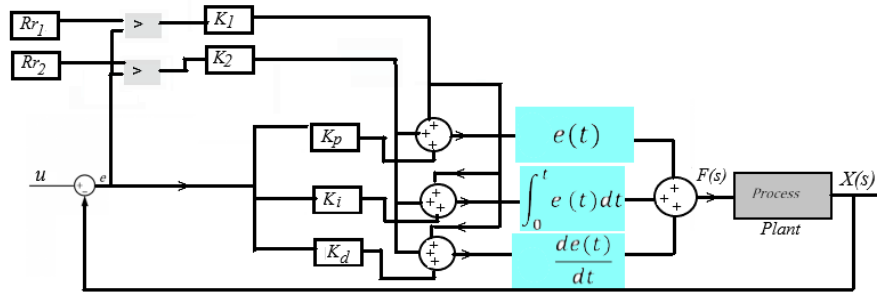 Rr1 > K1
Rr2 > K2
+
++
Kp
e(t)
u + - e
+
++
Ki
∫₀ᵗ e (t)dt
+
++
F(s)
Process
X(s)
Plant
+
++
Kd
de(t)/dt